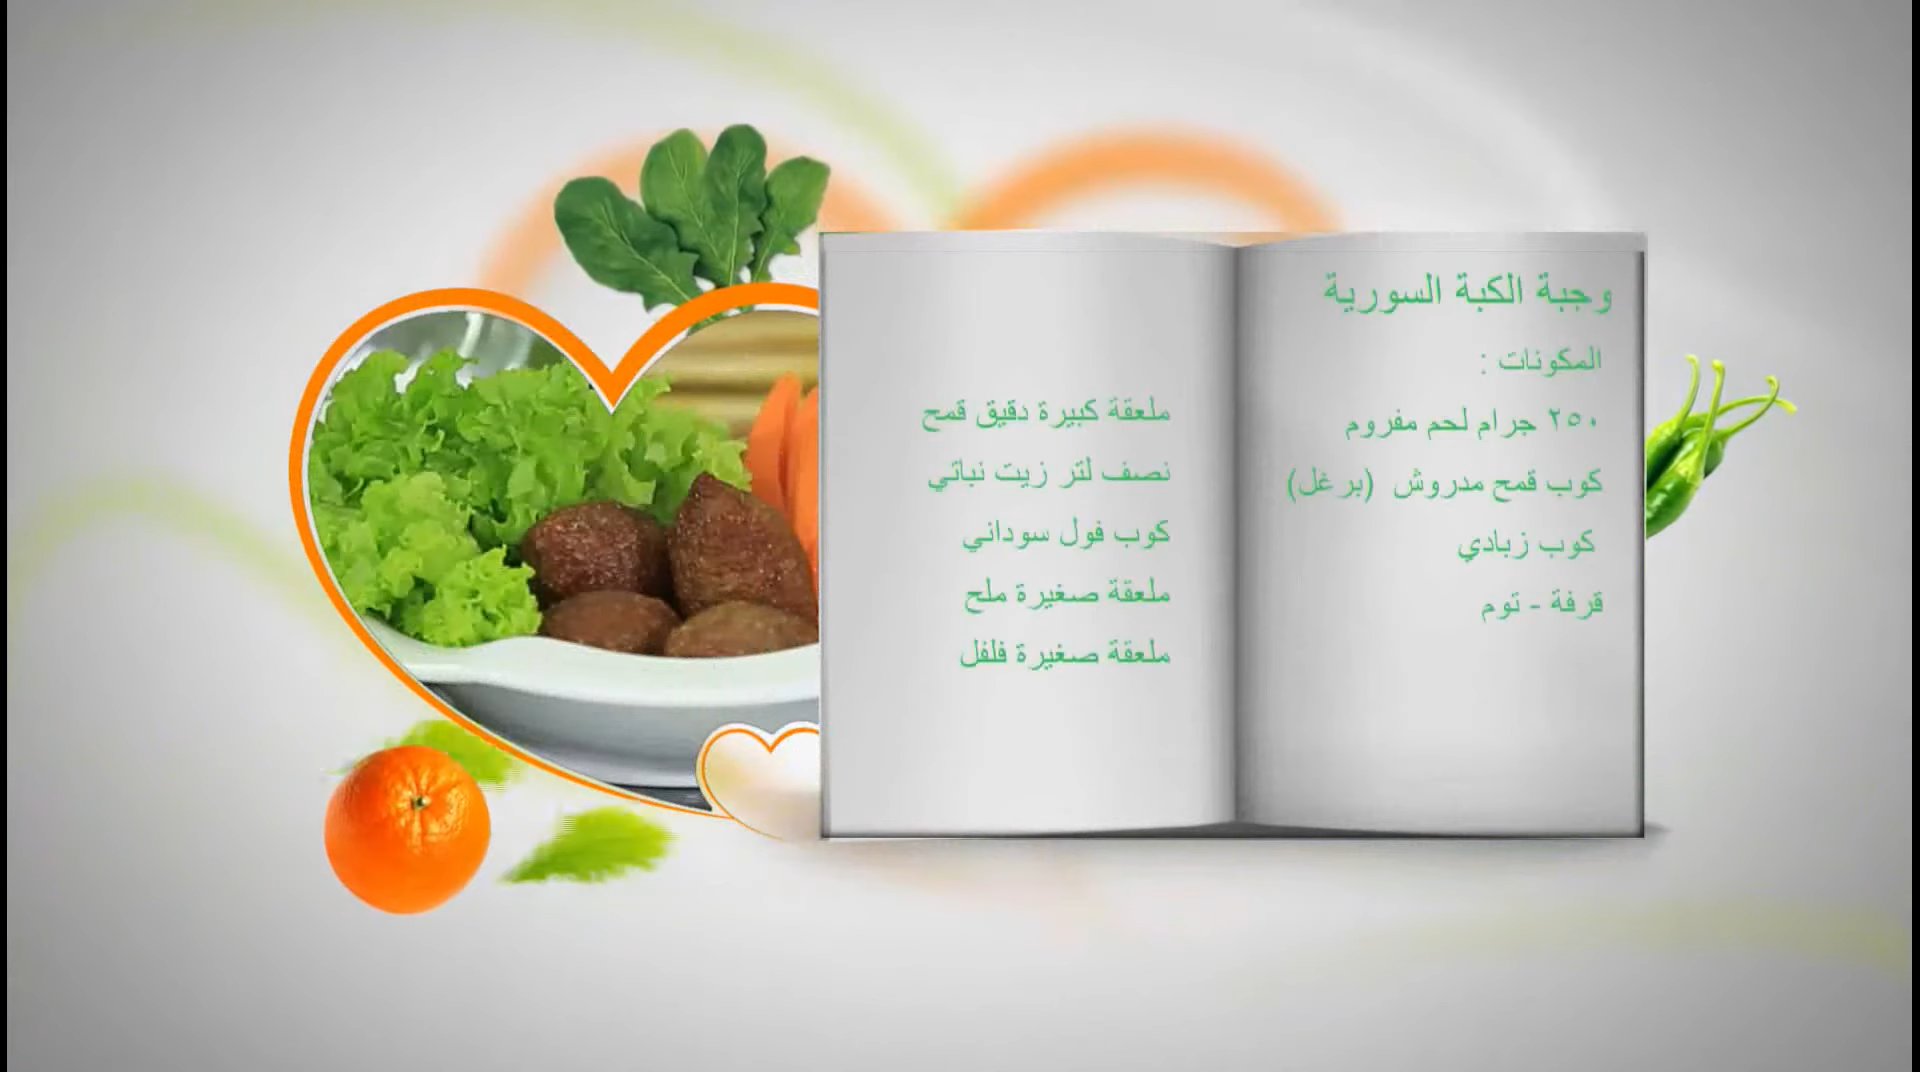 وجبة الكبة السورية
المكونات :
٢٥٠ جرام لحم مفروم
كوب قمح مدروش (برغل)
كوب زبادي
قرفة - توم
ملعقة كبيرة دقيق قمح
نصف لتر زيت نباتي
كوب فول سوداني
ملعقة صغيرة ملح
ملعقة صغيرة فلفل